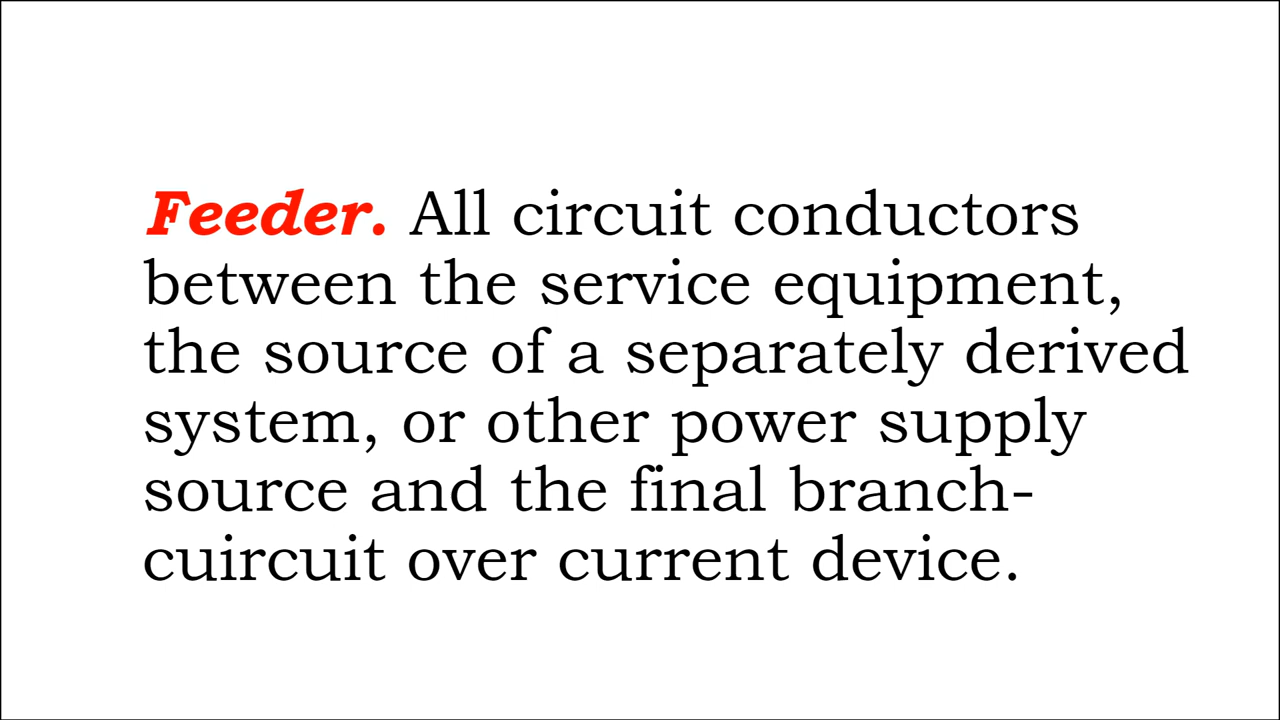 Feeder. All circuit conductors
between the service equipment,
the source of a separately derived
system, or other power supply
source and the final branch-
cuircuit over current device.